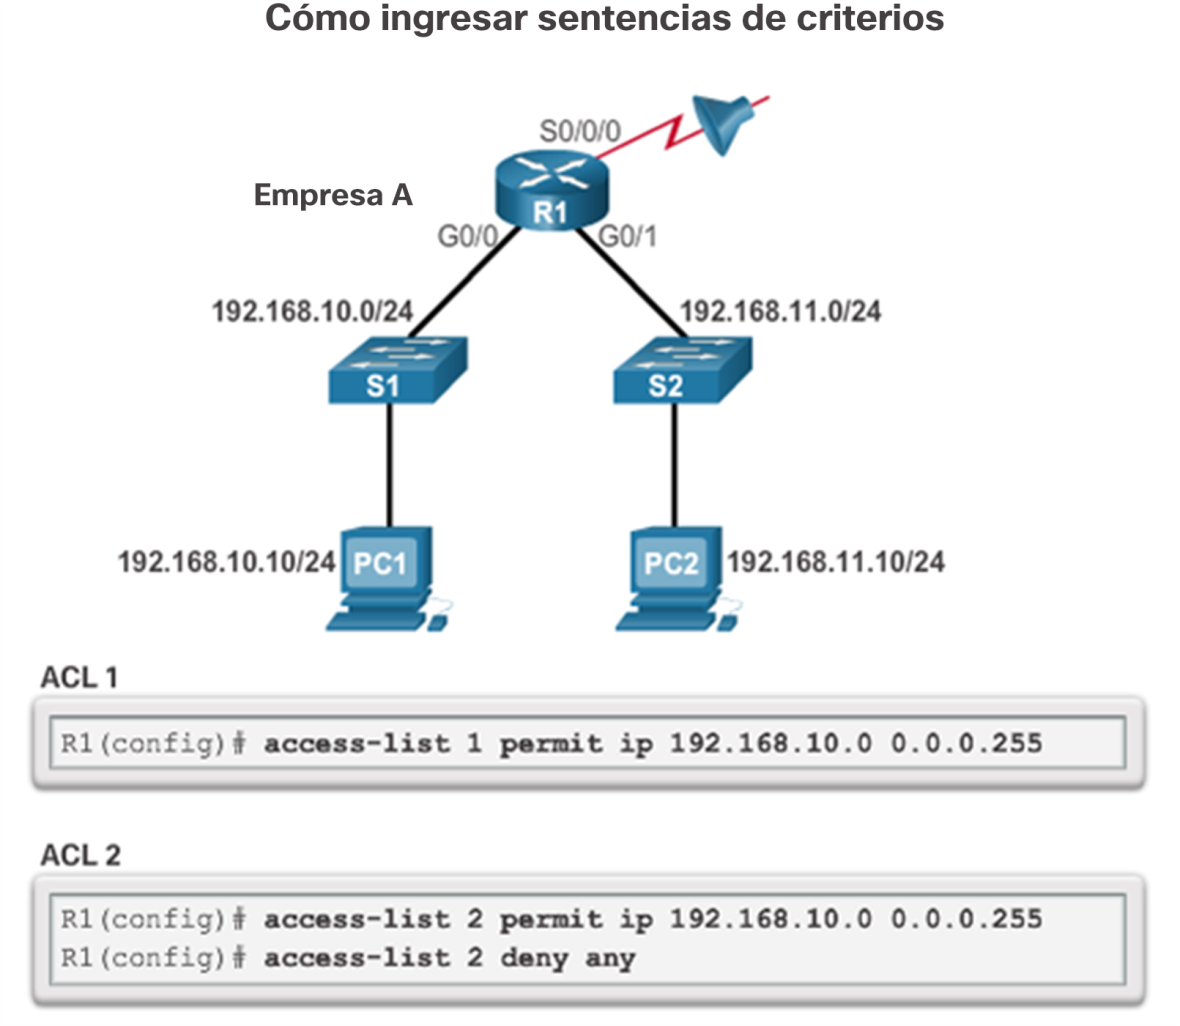 Cómo ingresar sentencias de criterios
S0/0/0
Empresa A
R1
G0/0
G0/1
192.168.10.0/24
192.168.11.0/24
S1
S2
192.168.10.10/24
PC1
PC2
192.168.11.10/24
ACL 1
R1(config)# access-list 1 permit ip 192.168.10.0 0.0.0.255
ACL 2
R1(config)# access-list 2 permit ip 192.168.10.0 0.0.0.255
R1(config)# access-list 2 deny any